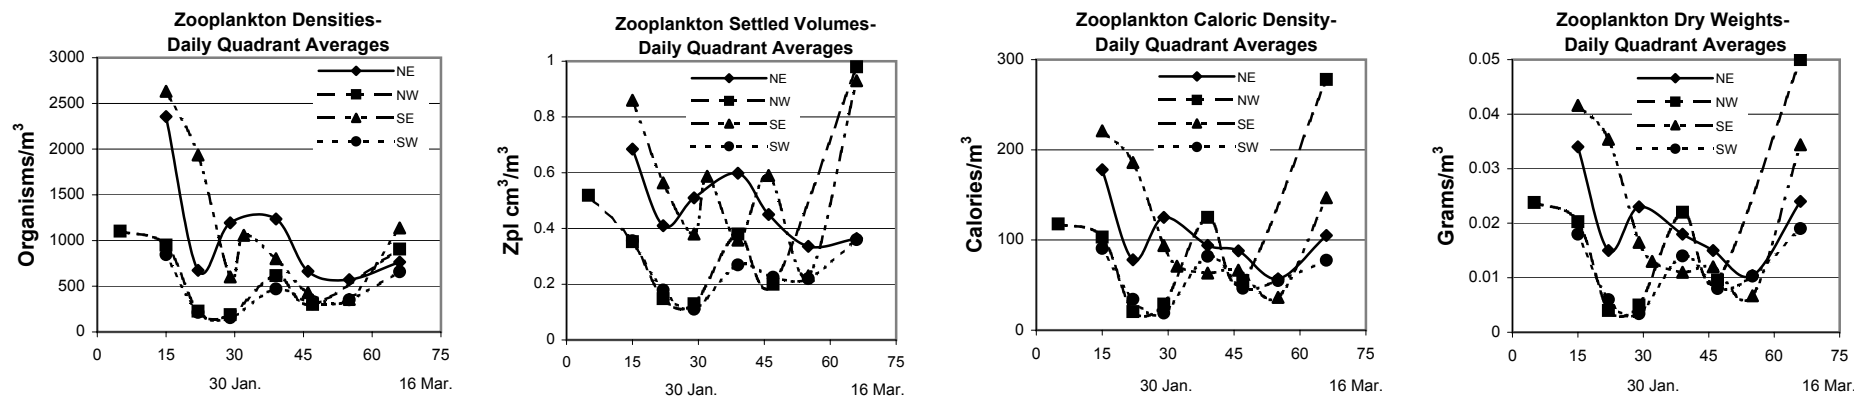 Zooplankton Densities-
Daily Quadrant Averages
3000
2500
2000
1500
1000
500
0
Organisms/m³
NE
NW
SE
SW
0 15 30 45 60 75
30 Jan. 16 Mar.
Zooplankton Settled Volumes-
Daily Quadrant Averages
1
0.8
0.6
0.4
0.2
0
Zpl cm³/m³
NE
NW
SE
SW
0 15 30 45 60 75
30 Jan. 16 Mar.
Zooplankton Caloric Density-
Daily Quadrant Averages
300
200
100
0
Calories/m³
NE
NW
SE
SW
0 15 30 45 60 75
30 Jan. 16 Mar.
Zooplankton Dry Weights-
Daily Quadrant Averages
0.05
0.04
0.03
0.02
0.01
0
Grams/m³
NE
NW
SE
SW
0 15 30 45 60 75
30 Jan. 16 Mar.